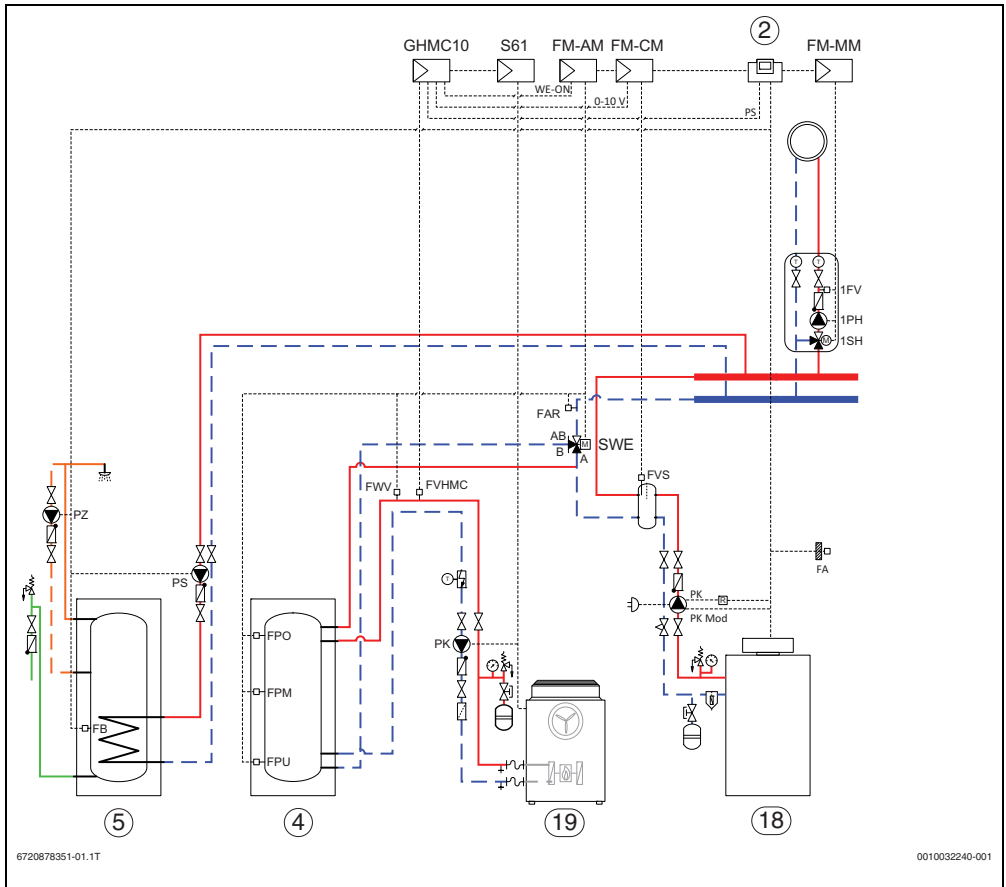 2
GHMC10 S61 FM-AM FM-CM FM-MM
WE-ON
0-10 V
PS
T T
1FV
1PH
M 1SH
FAR
AB
B M SWE
A
FWV FVHMC FVS
PZ
T
FA
PS
PK
PK Mod
FPO PK
FPM
FB FPU
5 4 19 18
6720878351-01.1T 0010032240-001